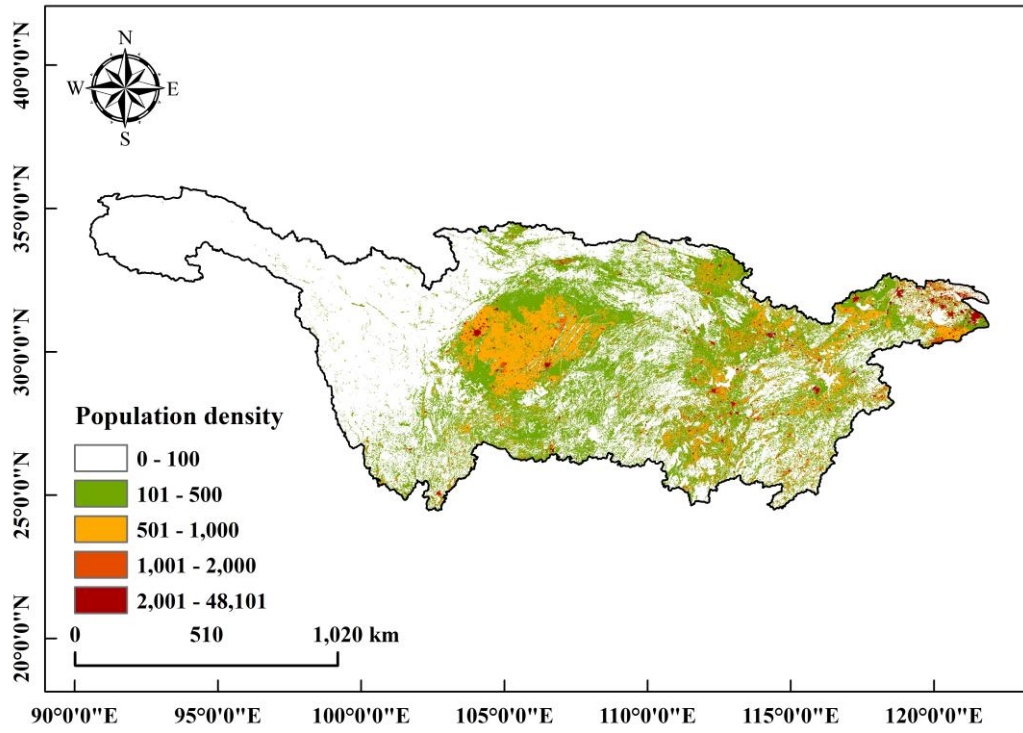 N
W E
S
40°0'0"N
35°0'0"N
30°0'0"N
25°0'0"N
20°0'0"N
Population density
0 - 100
101 - 500
501 - 1,000
1,001 - 2,000
2,001 - 48,101
0 510 1,020 km
90°0'0"E 95°0'0"E 100°0'0"E 105°0'0"E 110°0'0"E 115°0'0"E 120°0'0"E